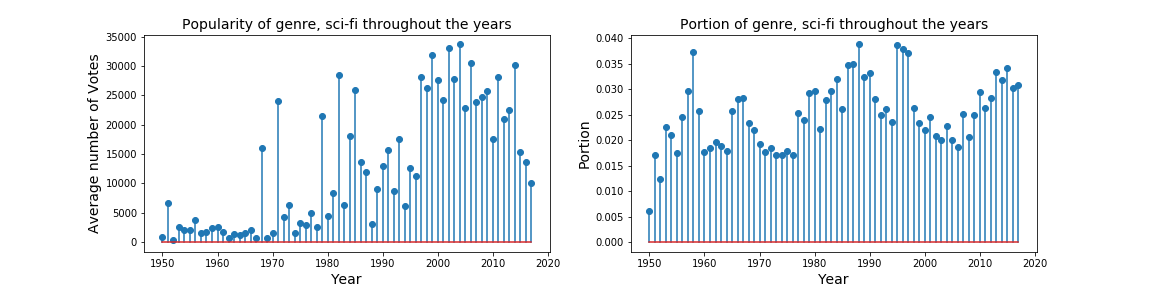 Popularity of genre, sci-fi throughout the years
35000
30000
25000
20000
15000
10000
5000
0
Average number of Votes
1950 1960 1970 1980 1990 2000 2010 2020
Year
Portion of genre, sci-fi throughout the years
0.040
0.035
0.030
0.025
0.020
0.015
0.010
0.005
0.000
Portion
1950 1960 1970 1980 1990 2000 2010 2020
Year